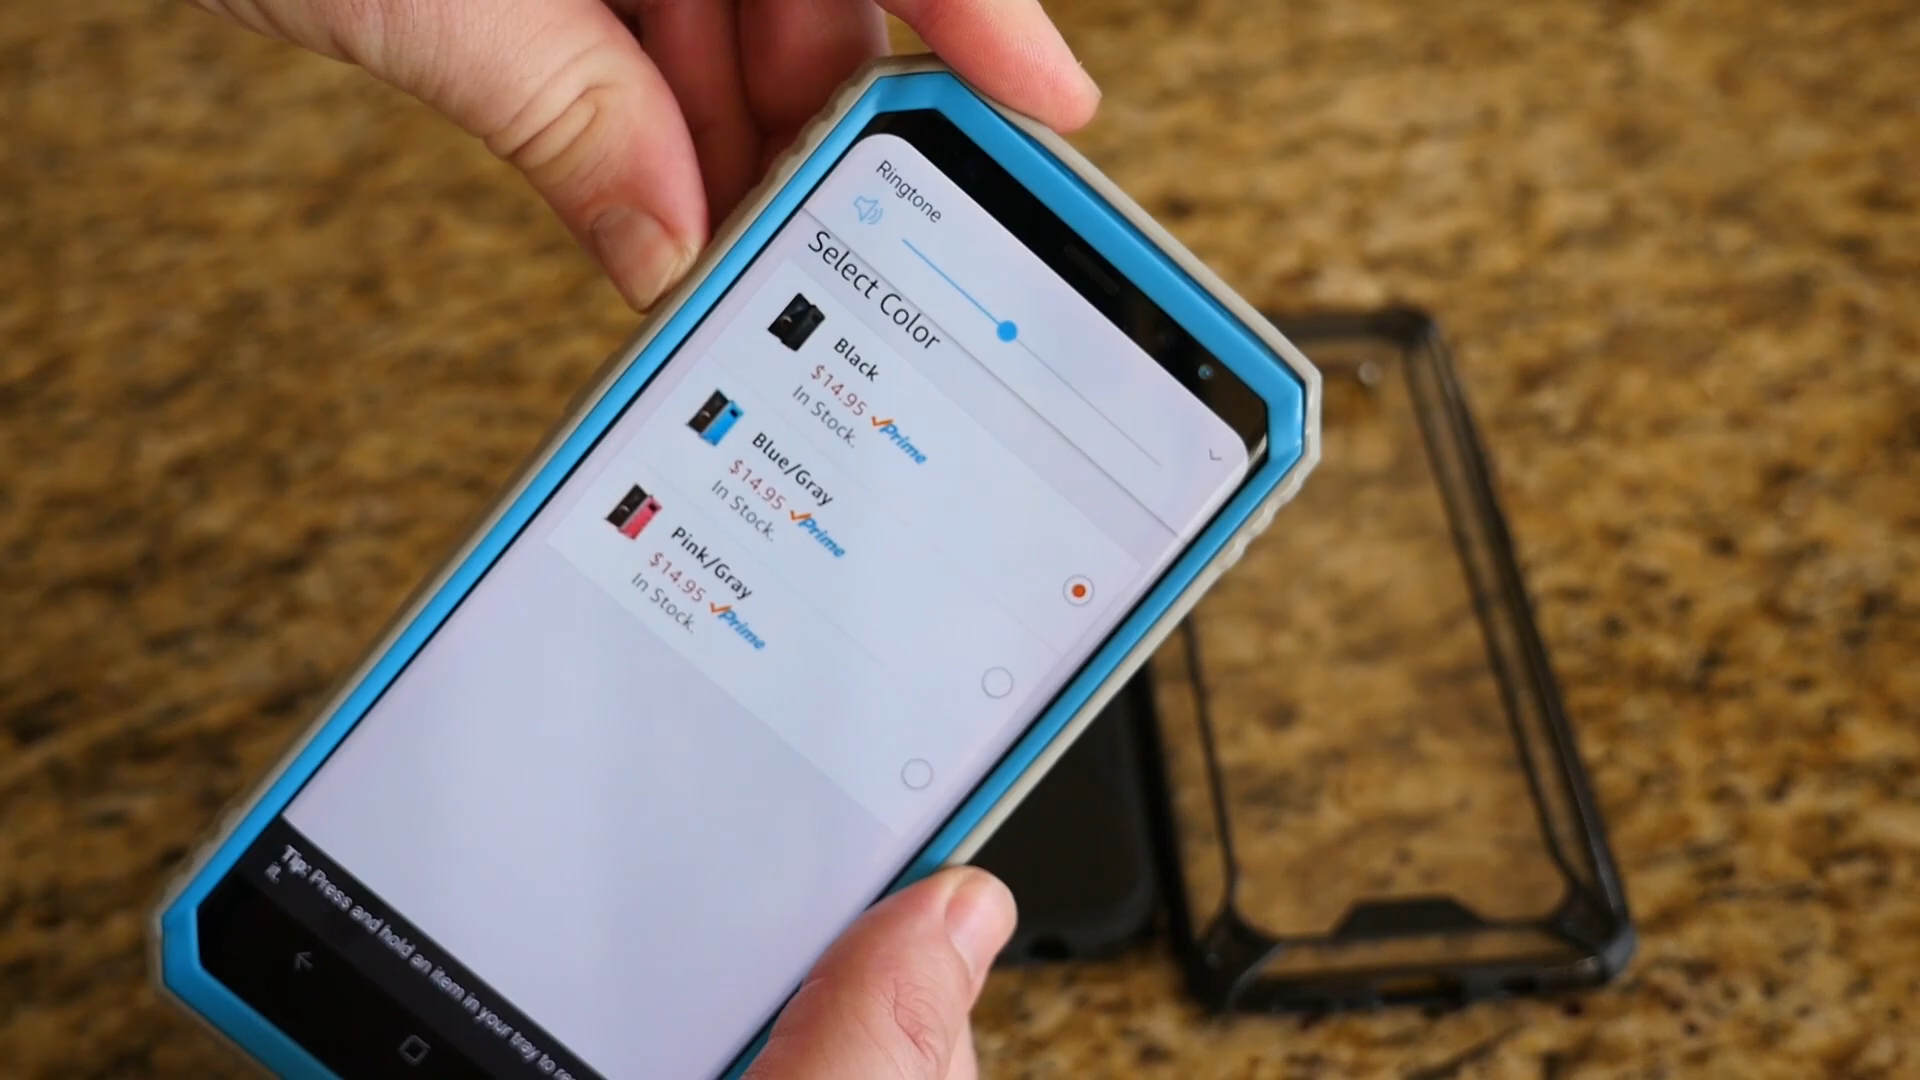 Ringtone
Select Color
Black
$14.95 Prime
In Stock.
Blue/Gray
$14.95 Prime
In Stock.
Pink/Gray
$14.95 Prime
In Stock.
Tip: Press and hold an item in your tray to
it.